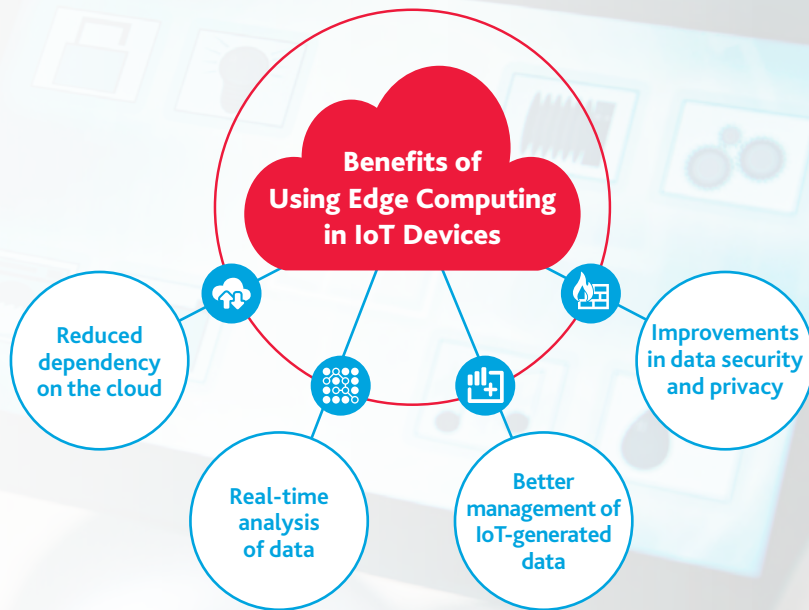 Benefits of
Using Edge Computing
in IoT Devices
Reduced
dependency
on the cloud
Real-time
analysis
of data
Better
management of
IoT-generated
data
Improvements
in data security
and privacy